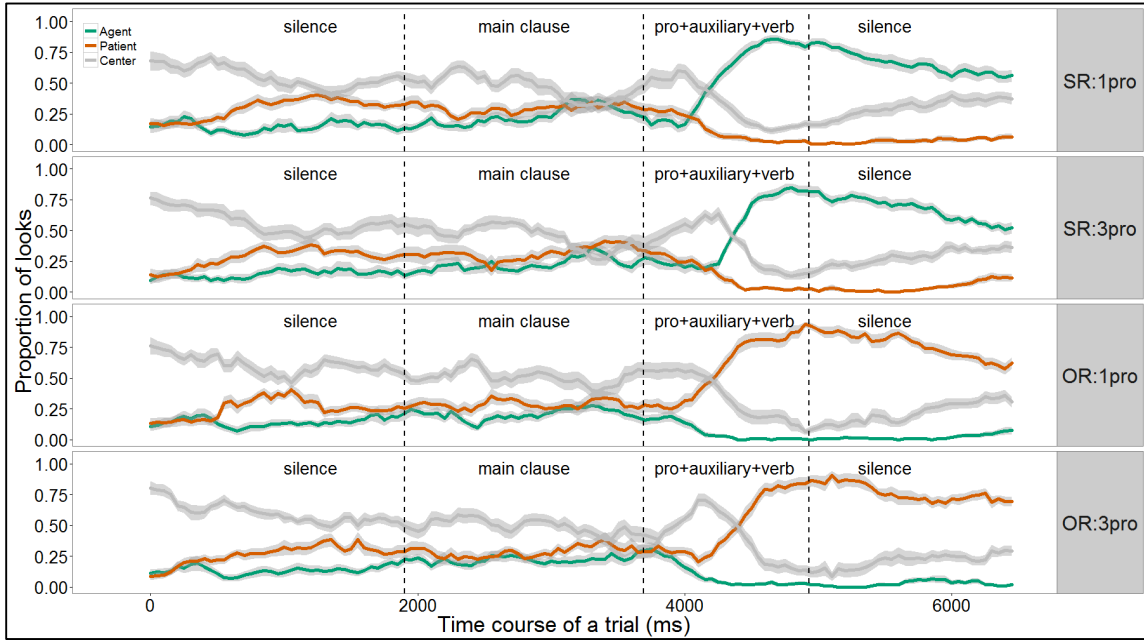 silence main clause pro+auxiliary+verb silence
Agent
Patient
Center
1.00
0.75
0.50
0.25
0.00
SR:1pro
silence main clause pro+auxiliary+verb silence
1.00
0.75
0.50
0.25
0.00
SR:3pro
Proportion of looks
silence main clause pro+auxiliary+verb silence
1.00
0.75
0.50
0.25
0.00
OR:1pro
silence main clause pro+auxiliary+verb silence
1.00
0.75
0.50
0.25
0.00
OR:3pro
0 2000 4000 6000
Time course of a trial (ms)